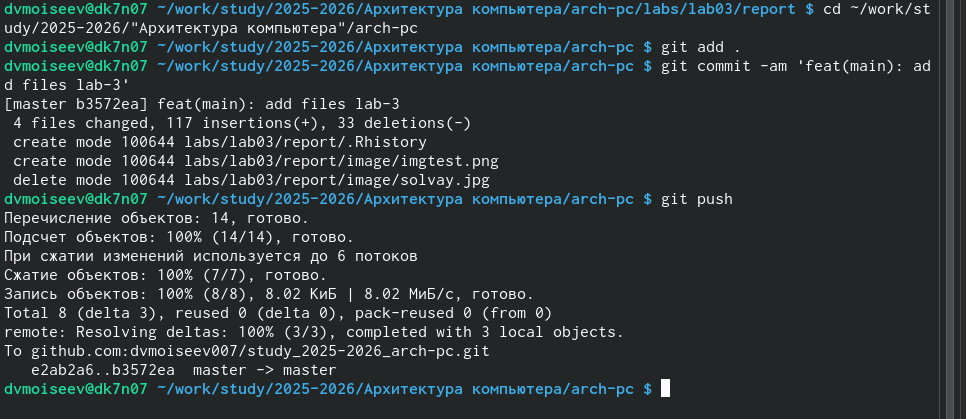 dvmoiseev@dk7n07 ~/work/study/2025-2026/Архитектура компьютера/arch-pc/labs/lab03/report $ cd ~/work/st
udy/2025-2026/"Архитектура компьютера"/arch-pc
dvmoiseev@dk7n07 ~/work/study/2025-2026/Архитектура компьютера/arch-pc $ git add .
dvmoiseev@dk7n07 ~/work/study/2025-2026/Архитектура компьютера/arch-pc $ git commit -am 'feat(main): ad
d files lab-3'
[master b3572ea] feat(main): add files lab-3
 4 files changed, 117 insertions(+), 33 deletions(-)
 create mode 100644 labs/lab03/report/.Rhistory
 create mode 100644 labs/lab03/report/image/imgtest.png
 delete mode 100644 labs/lab03/report/image/solvay.jpg
dvmoiseev@dk7n07 ~/work/study/2025-2026/Архитектура компьютера/arch-pc $ git push
Перечисление объектов: 14, готово.
Подсчет объектов: 100% (14/14), готово.
При сжатии изменений используется до 6 потоков
Сжатие объектов: 100% (7/7), готово.
Запись объектов: 100% (8/8), 8.02 КиБ | 8.02 МиБ/с, готово.
Total 8 (delta 3), reused 0 (delta 0), pack-reused 0 (from 0)
remote: Resolving deltas: 100% (3/3), completed with 3 local objects.
To github.com:dvmoiseev007/study_2025-2026_arch-pc.git
   e2ab2a6..b3572ea  master -> master
dvmoiseev@dk7n07 ~/work/study/2025-2026/Архитектура компьютера/arch-pc $